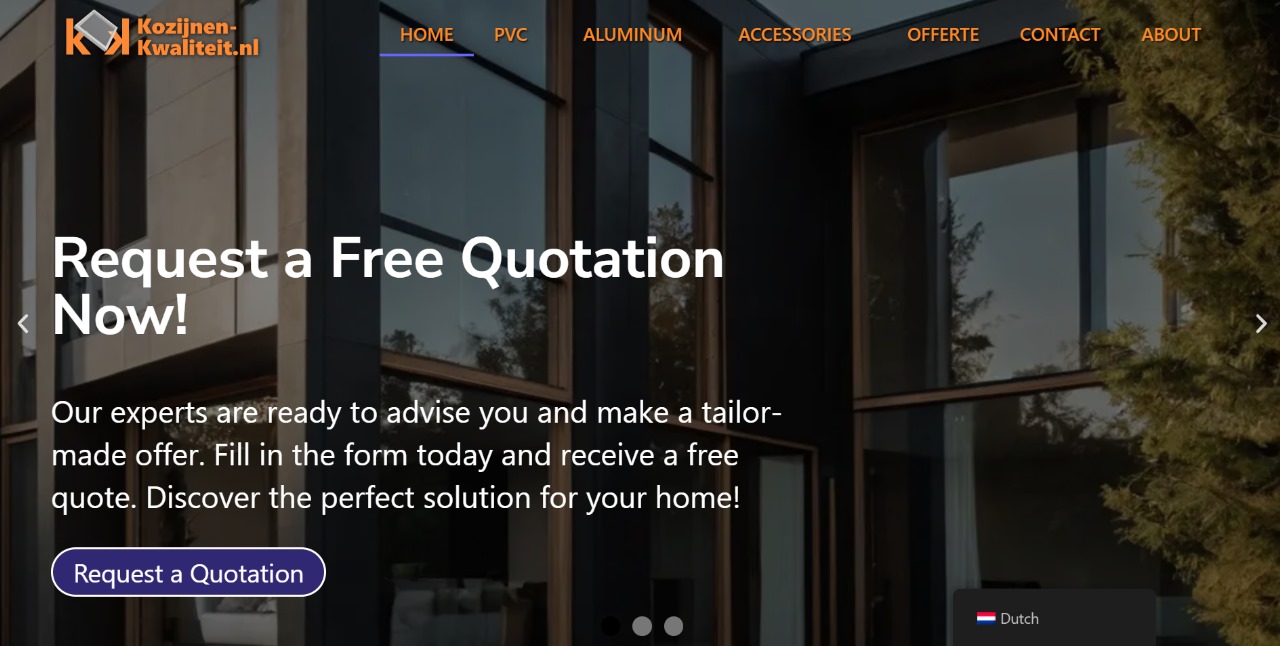 Kozijnen-
Kwaliteit.nl
HOME PVC ALUMINUM ACCESSORIES OFFERTE CONTACT ABOUT
Request a Free Quotation
Now!
Our experts are ready to advise you and make a tailor-
made offer. Fill in the form today and receive a free
quote. Discover the perfect solution for your home!
Request a Quotation
Dutch